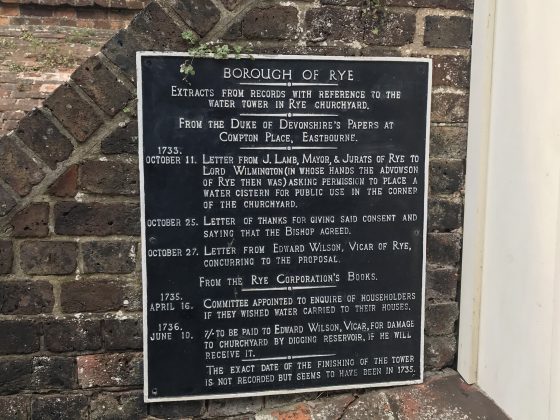 BOROUGH OF RYE
EXTRACTS FROM RECORDS WITH REFERENCE TO THE
WATER TOWER IN RYE CHURCHYARD.
FROM THE DUKE OF DEVONSHIRE'S PAPERS AT
COMPTON PLACE, EASTBOURNE.
1733.
OCTOBER 11. LETTER FROM J. LAMB, MAYOR, & JURATS OF RYE TO
LORD WILMINGTON (IN WHOSE HANDS THE ADVOWSON
OF RYE THEN WAS) ASKING PERMISSION TO PLACE A
WATER CISTERN FOR PUBLIC USE IN THE CORNER
OF THE CHURCHYARD.
OCTOBER 25. LETTER OF THANKS FOR GIVING SAID CONSENT AND
SAYING THAT THE BISHOP AGREED.
OCTOBER 27. LETTER FROM EDWARD WILSON, VICAR OF RYE,
CONCURRING TO THE PROPOSAL.
FROM THE RYE CORPORATION'S BOOKS.
1735.
APRIL 16. COMMITTEE APPOINTED TO ENQUIRE OF HOUSEHOLDERS
IF THEY WISHED WATER CARRIED TO THEIR HOUSES.
1736.
JUNE 10. 7/- TO BE PAID TO EDWARD WILSON, VICAR, FOR DAMAGE
TO CHURCHYARD BY DIGGING RESERVOIR, IF HE WILL
RECEIVE IT.
THE EXACT DATE OF THE FINISHING OF THE TOWER
IS NOT RECORDED BUT SEEMS TO HAVE BEEN IN 1735.